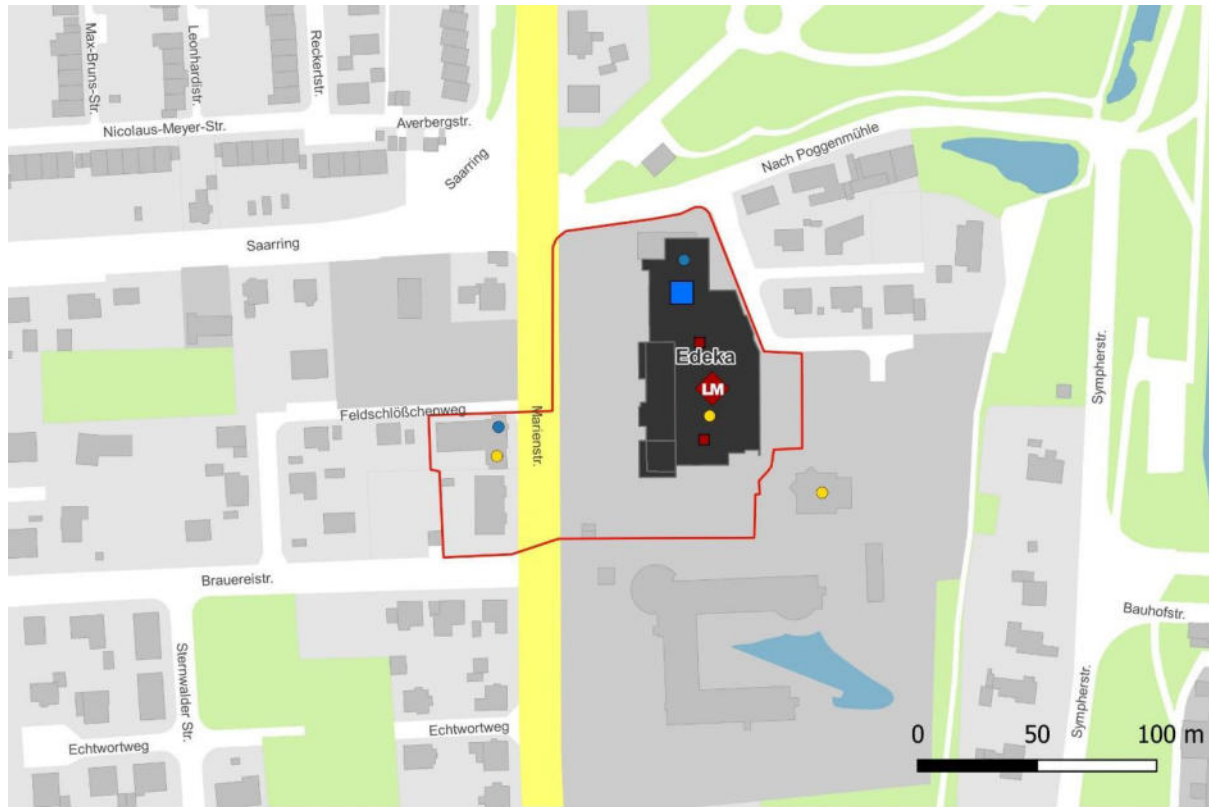 Max-Bruns-Str.
Leonhardistr.
Reckertstr.
Nicolaus-Meyer-Str.
Averbergstr.
Saarring
Nach Poggenmühle
Saarring
Edeka
LM
Feldschlößchenweg
Marienstr.
Sympherstr.
Brauereistr.
Bauhofstr.
Sternwalder Str.
Echtwortweg
Echtwortweg
Sympherstr.
0 50 100 m